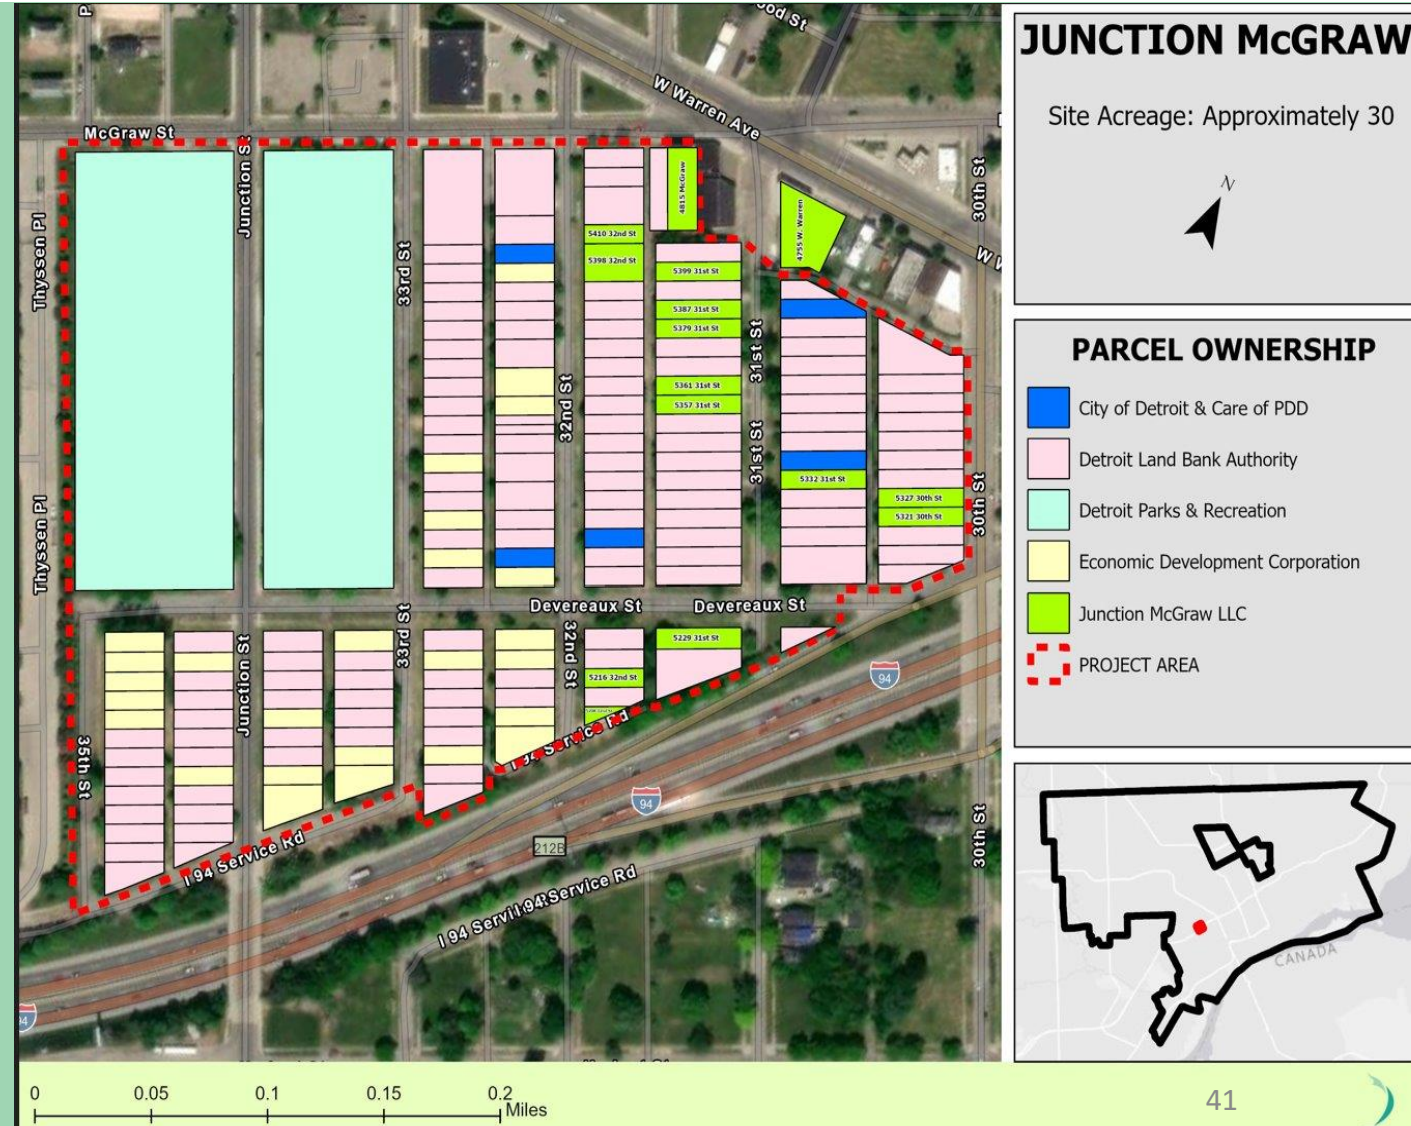 JUNCTION McGRAW
Site Acreage: Approximately 30
N
PARCEL OWNERSHIP
City of Detroit & Care of PDD
Detroit Land Bank Authority
Detroit Parks & Recreation
Economic Development Corporation
Junction McGraw LLC
PROJECT AREA
CANADA
McGraw St
W Warren Ave
Junction St
33rd St
30th St
Thyssen Pl
4815 McGraw
4755 W. Warren
5410 32nd St
5398 32nd St
5399 31st St
5387 31st St
5379 31st St
31st St
32nd St
5361 31st St
5357 31st St
31st St
5332 31st St
5327 30th St
5321 30th St
30th St
Thyssen Pl
Devereaux St
Devereaux St
33rd St
32nd St
Junction St
5229 31st St
5216 32nd St
35th St
I 94 Service Rd
94
94
I 94 Service Rd
212B
30th St
I 94 Service Rd
94
0
0.05
0.1
0.15
0.2
Miles
41